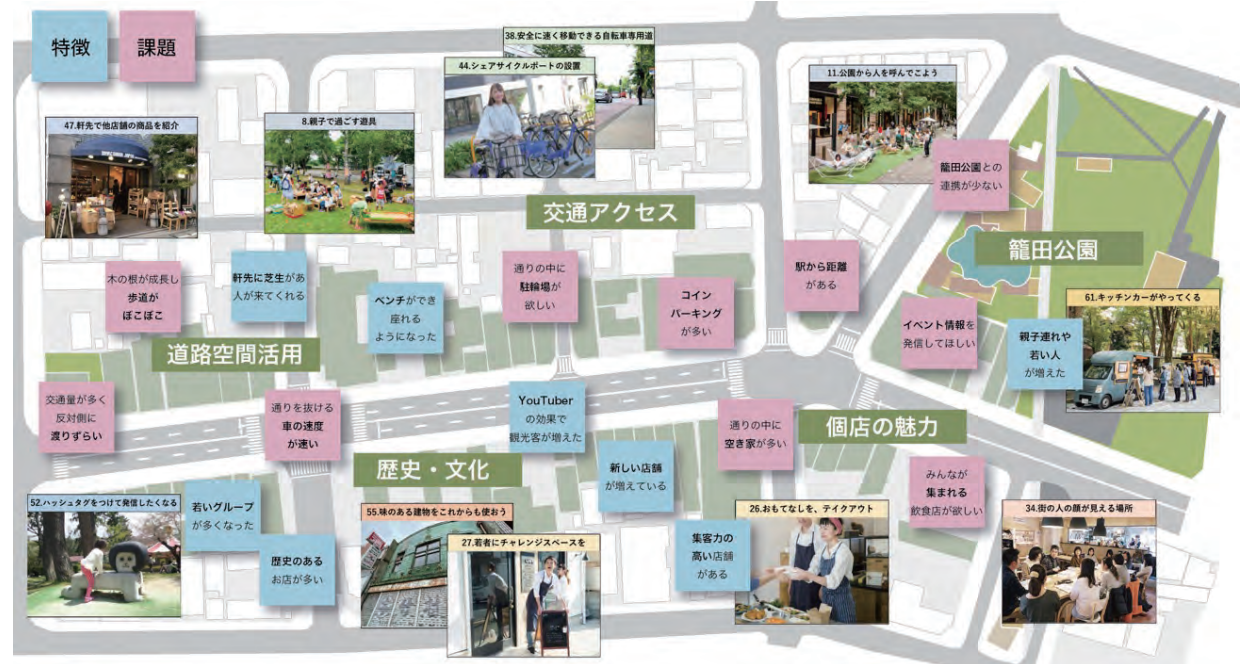 特徴
課題
38.安全に速く移動できる自転車専用道
44.シェアサイクルポートの設置
11.公園から人を呼んでこよう
47.軒先で他店舗の商品を紹介
8.親子で過ごす遊具
籠田公園との
連携が少ない
交通アクセス
籠田公園
木の根が成長し
歩道が
ぼこぼこ
軒先に芝生があ
人が来てくれる
ベンチができ
座れる
ようになった
通りの中に
駐輪場が
欲しい
コイン
パーキング
が多い
駅から距離
がある
イベント情報を
発信してほしい
親子連れや
若い人
が増えた
61.キッチンカーがやってくる
道路空間活用
交通量が多く
反対側に
渡りずらい
通りを抜ける
車の速度
が速い
YouTuber
の効果で
観光客が増えた
通りの中に
空き家が多い
個店の魅力
歴史・文化
新しい店舗
が増えている
みんなが
集まれる
飲食店が欲しい
52.ハッシュタグをつけて発信したくなる
若いグループ
が多くなった
歴史のある
お店が多い
55.味のある建物をこれからも使おう
27.若者にチャレンジスペースを
集客力の
高い店舗
がある
26.おもてなしを、テイクアウト
34.街の人の顔が見える場所